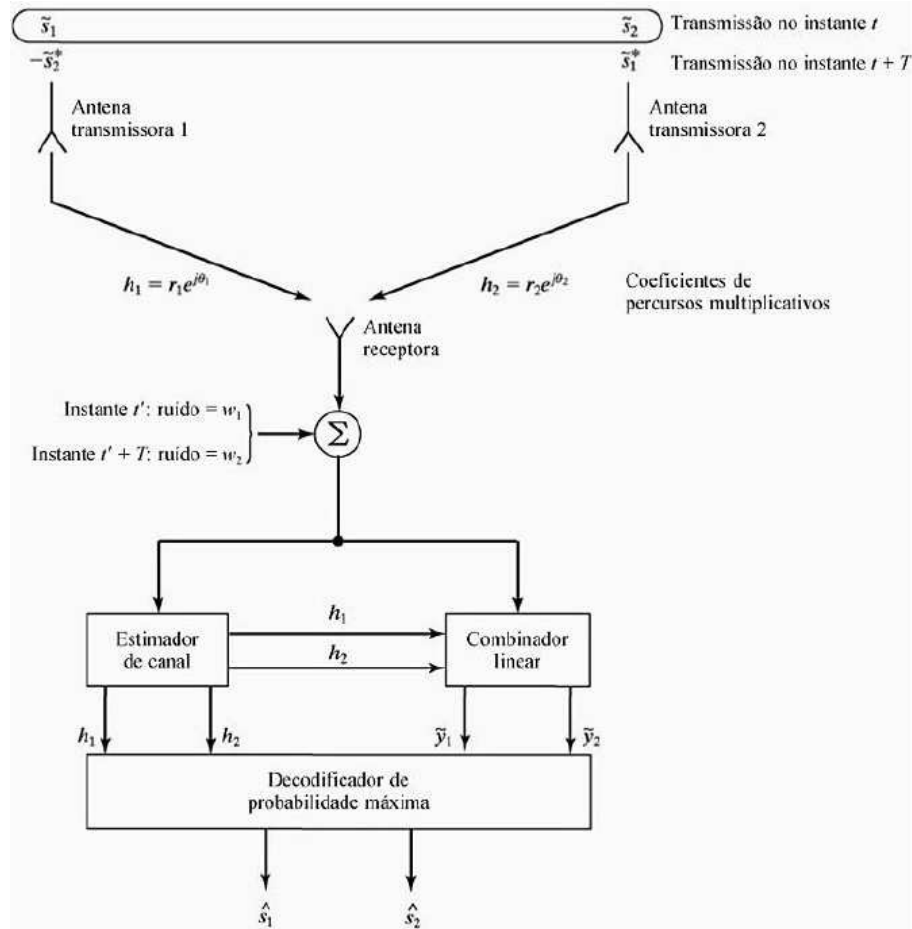 s̃₁ s̃₂ Transmissão no instante t
−s̃₂* s̃₁* Transmissão no instante t + T
Antena
transmissora 1
Antena
transmissora 2
h₁ = r₁e^{jθ₁}
h₂ = r₂e^{jθ₂}
Coeficientes de
percursos multiplicativos
Antena
receptora
Instante t′: ruído = w₁
Instante t′ + T: ruído = w₂
Σ
Estimador
de canal
h₁
h₂
Combinador
linear
h₁ h₂ ỹ₁ ỹ₂
Decodificador de
probabilidade máxima
ŝ₁ ŝ₂